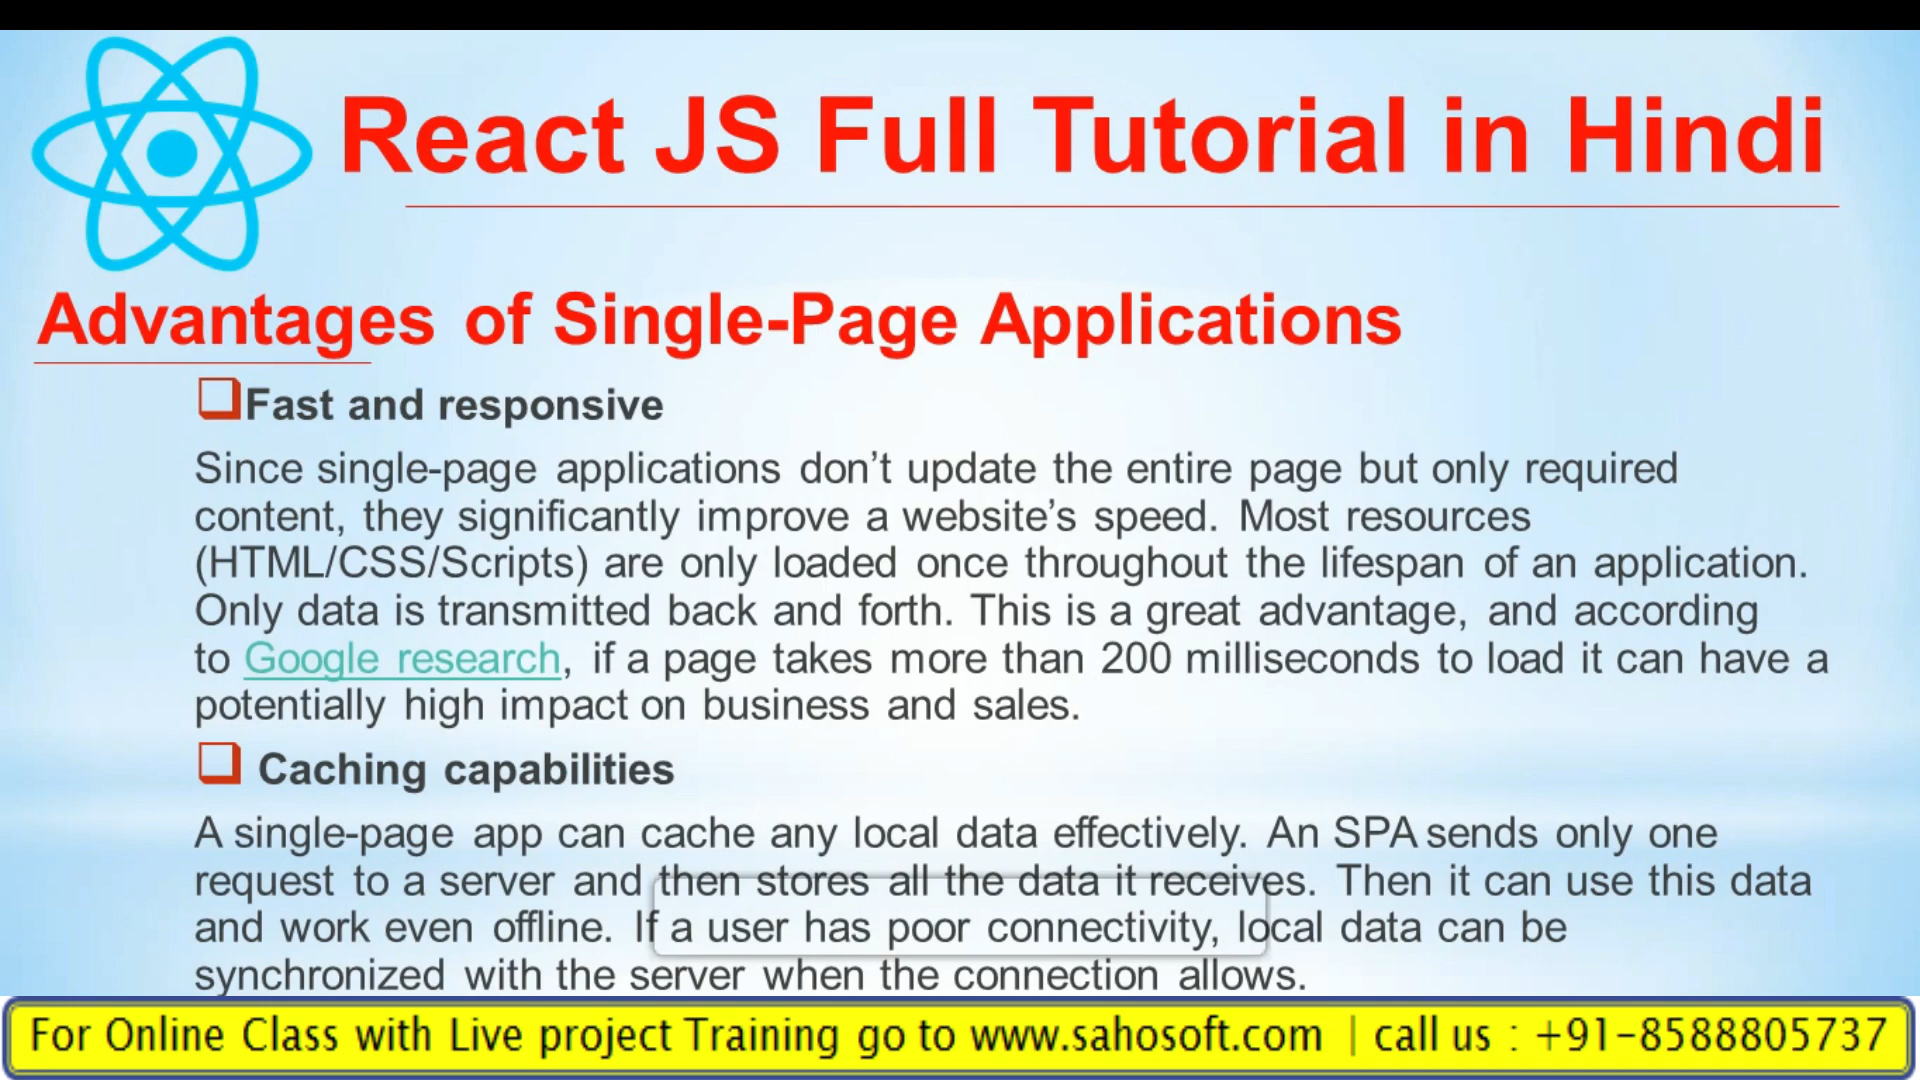 React JS Full Tutorial in Hindi
Advantages of Single-Page Applications
Fast and responsive
Since single-page applications don’t update the entire page but only required
content, they significantly improve a website’s speed. Most resources
(HTML/CSS/Scripts) are only loaded once throughout the lifespan of an application.
Only data is transmitted back and forth. This is a great advantage, and according
to Google research, if a page takes more than 200 milliseconds to load it can have a
potentially high impact on business and sales.
Caching capabilities
A single-page app can cache any local data effectively. An SPA sends only one
request to a server and then stores all the data it receives. Then it can use this data
and work even offline. If a user has poor connectivity, local data can be
synchronized with the server when the connection allows.
For Online Class with Live project Training go to www.sahosoft.com | call us : +91-8588805737